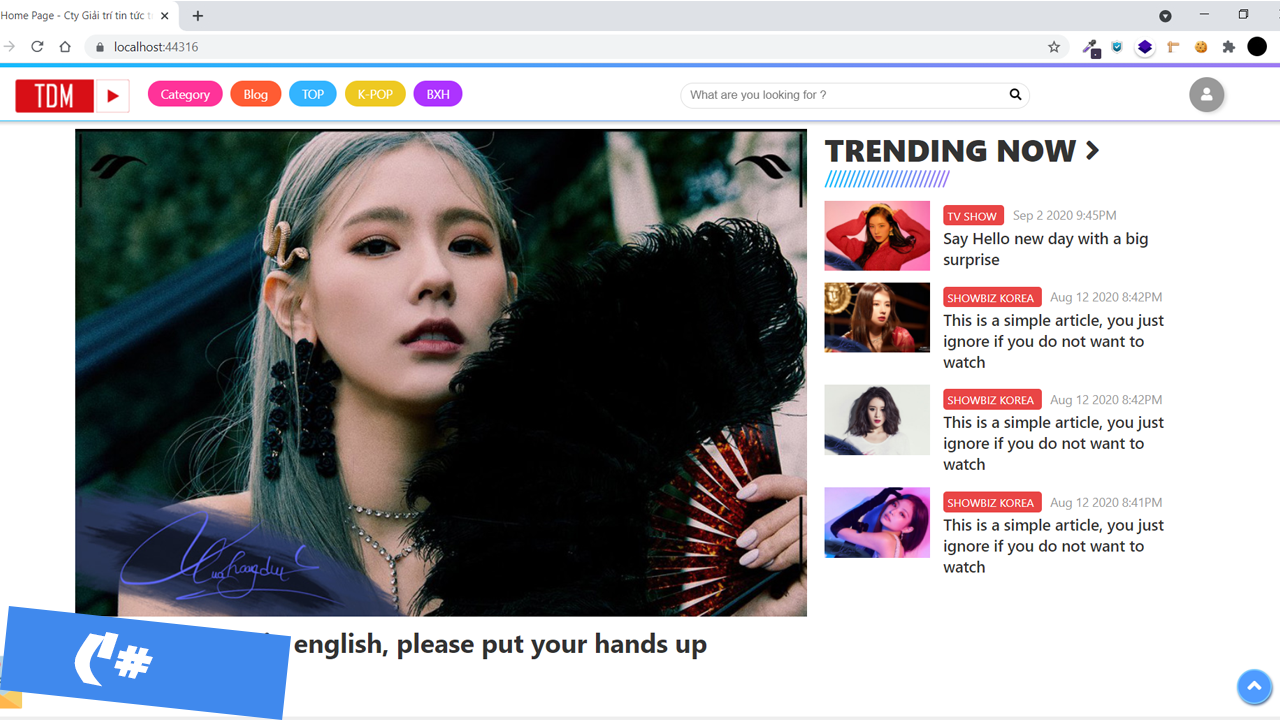 Home Page - Cty Giải trí tin tức t
localhost:44316
TDM
Category
Blog
TOP
K-POP
BXH
What are you looking for ?
TRENDING NOW
TV SHOW Sep 2 2020 9:45PM
Say Hello new day with a big
surprise
SHOWBIZ KOREA Aug 12 2020 8:42PM
This is a simple article, you just
ignore if you do not want to
watch
SHOWBIZ KOREA Aug 12 2020 8:42PM
This is a simple article, you just
ignore if you do not want to
watch
SHOWBIZ KOREA Aug 12 2020 8:41PM
This is a simple article, you just
ignore if you do not want to
watch
english, please put your hands up
C#